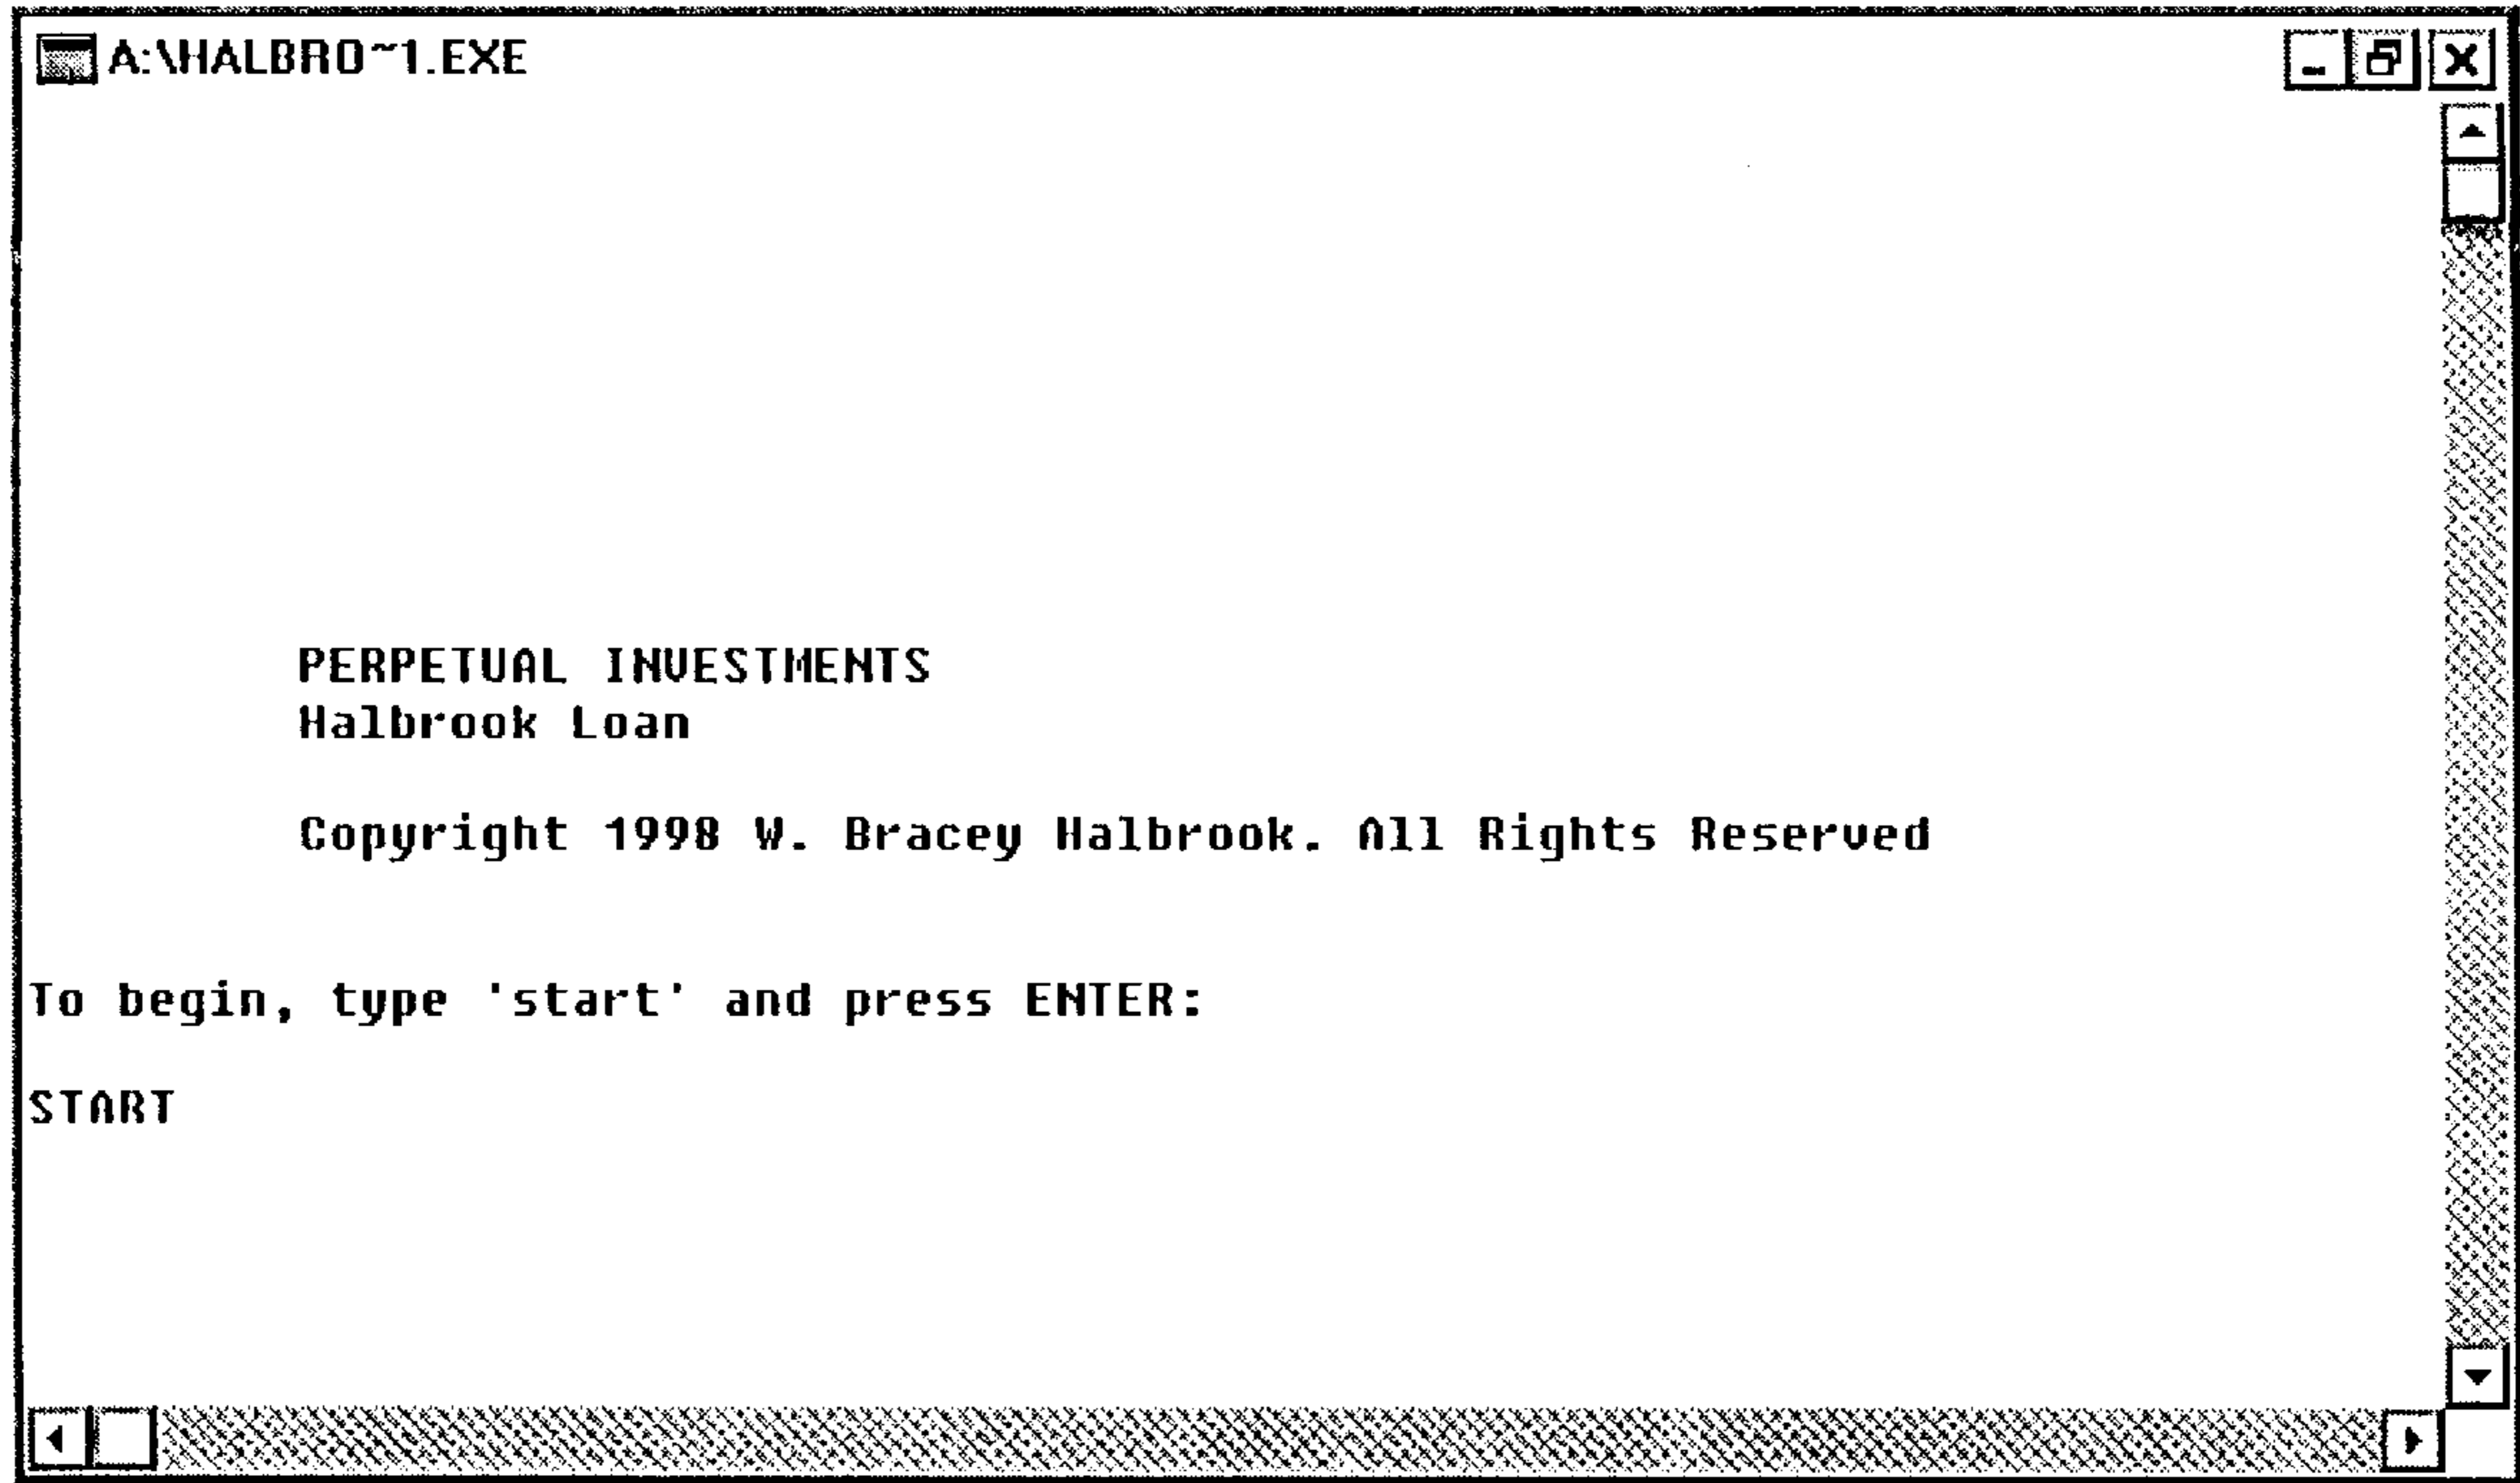 A:\HALBRO~1.EXE
PERPETUAL INVESTMENTS
Halbrook Loan
Copyright 1998 W. Bracey Halbrook. All Rights Reserved
To begin, type 'start' and press ENTER:
START